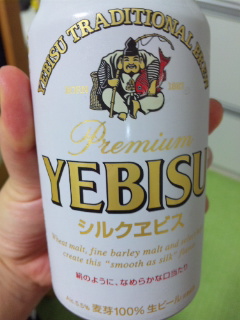 YEBISU TRADITIONAL BREW
Premium
YEBISU
シルクヱビス
Wheat malt, fine barley malt and
create this "smooth as silk"
絹のように、なめらかな口当たり
麦芽100% 生ビール